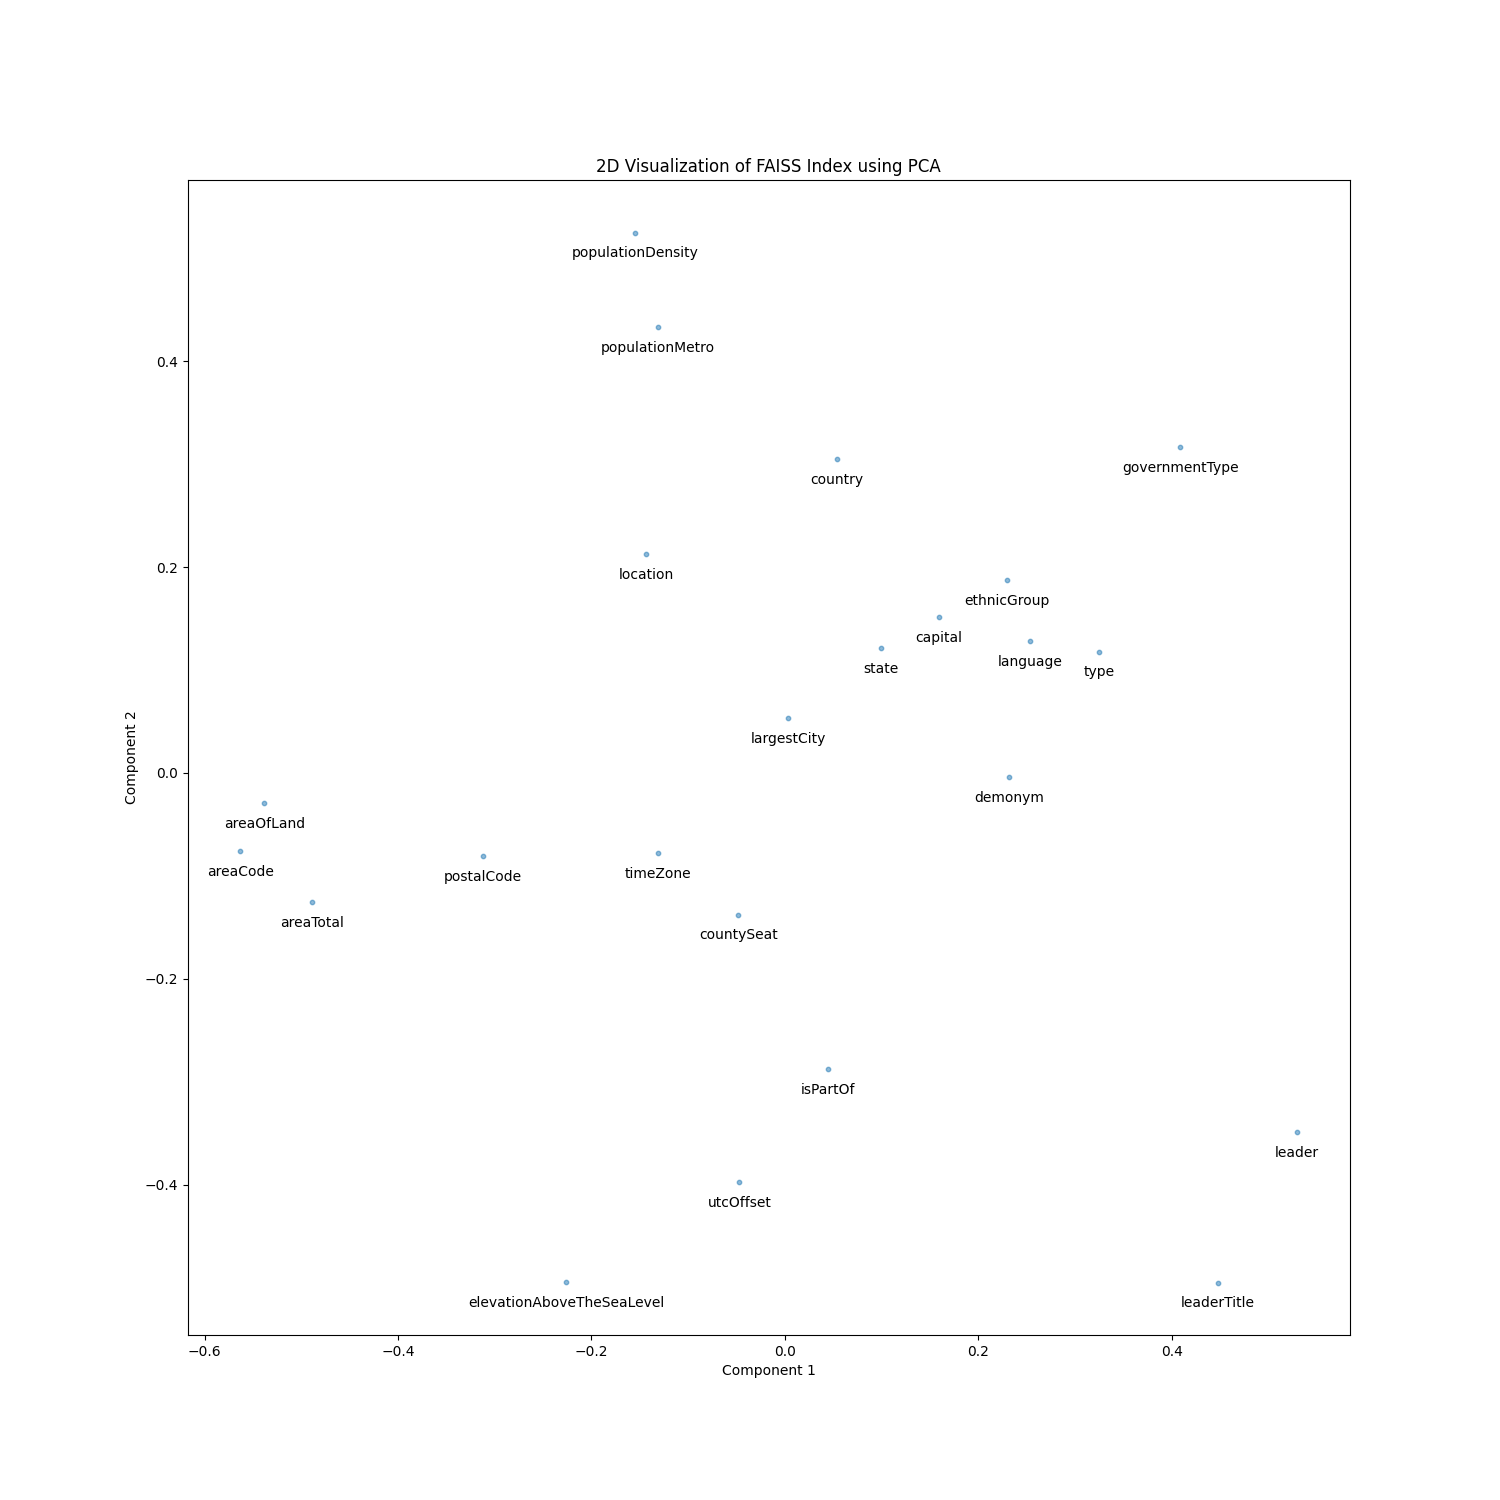 2D Visualization of FAISS Index using PCA
populationDensity
populationMetro
0.4
governmentType
country
0.2
location
ethnicGroup
capital
language
state
type
largestCity
Component 2
0.0
demonym
areaOfLand
areaCode
postalCode
timeZone
areaTotal
countySeat
−0.2
isPartOf
leader
−0.4
utcOffset
elevationAboveTheSeaLevel
leaderTitle
−0.6
−0.4
−0.2
0.0
0.2
0.4
Component 1